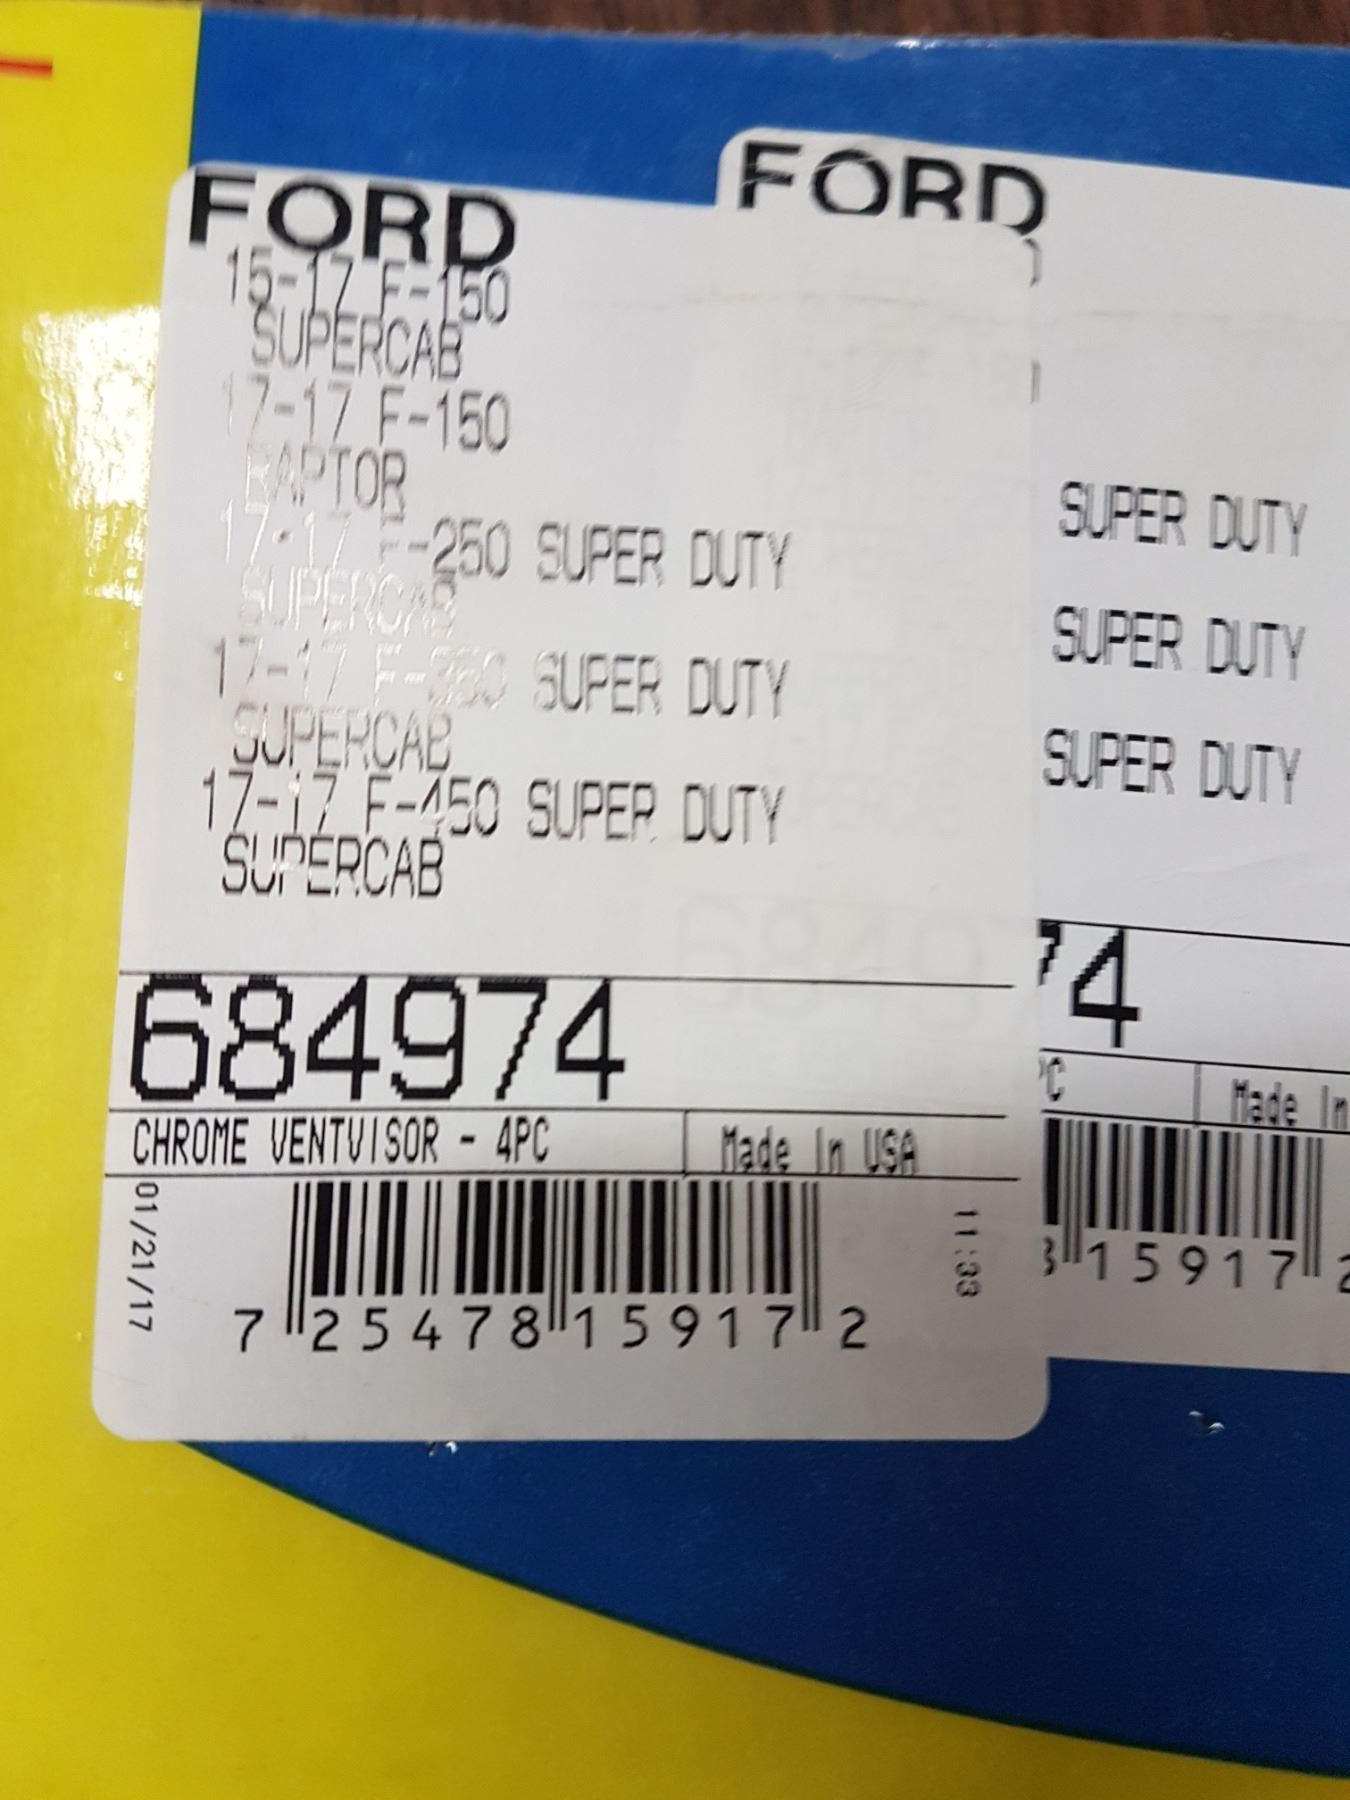 FORD
15-17 F-150
SUPERCAB
17-17 F-150
RAPTOR
17-17 F-250 SUPER DUTY
SUPERCAB
17-17 F-350 SUPER DUTY
SUPERCAB
17-17 F-450 SUPER DUTY
SUPERCAB
684974
CHROME VENTVISOR - 4PC
Made In USA
01/21/17
11:33
7 25478 15917 2
FORD
SUPER DUTY
SUPER DUTY
SUPER DUTY
74
PC
Made In
15917 2